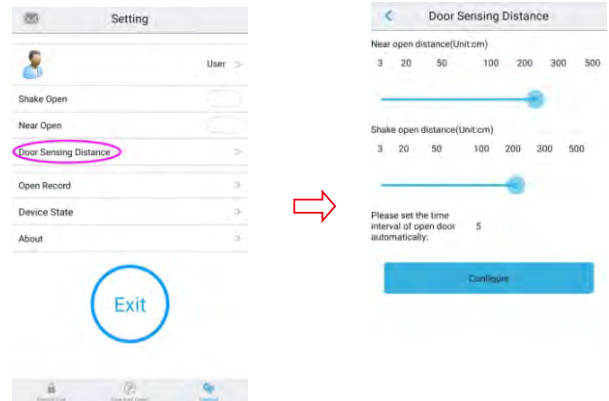 Setting
User >
Shake Open
Near Open
Door Sensing Distance >
Open Record >
Device State >
About >
Exit
Door Sensing Distance
Near open distance(Unit:cm)
3 20 50 100 200 300 500
Shake open distance(Unit:cm)
3 20 50 100 200 300 500
Please set the time
interval of open door 5
automatically:
Configure